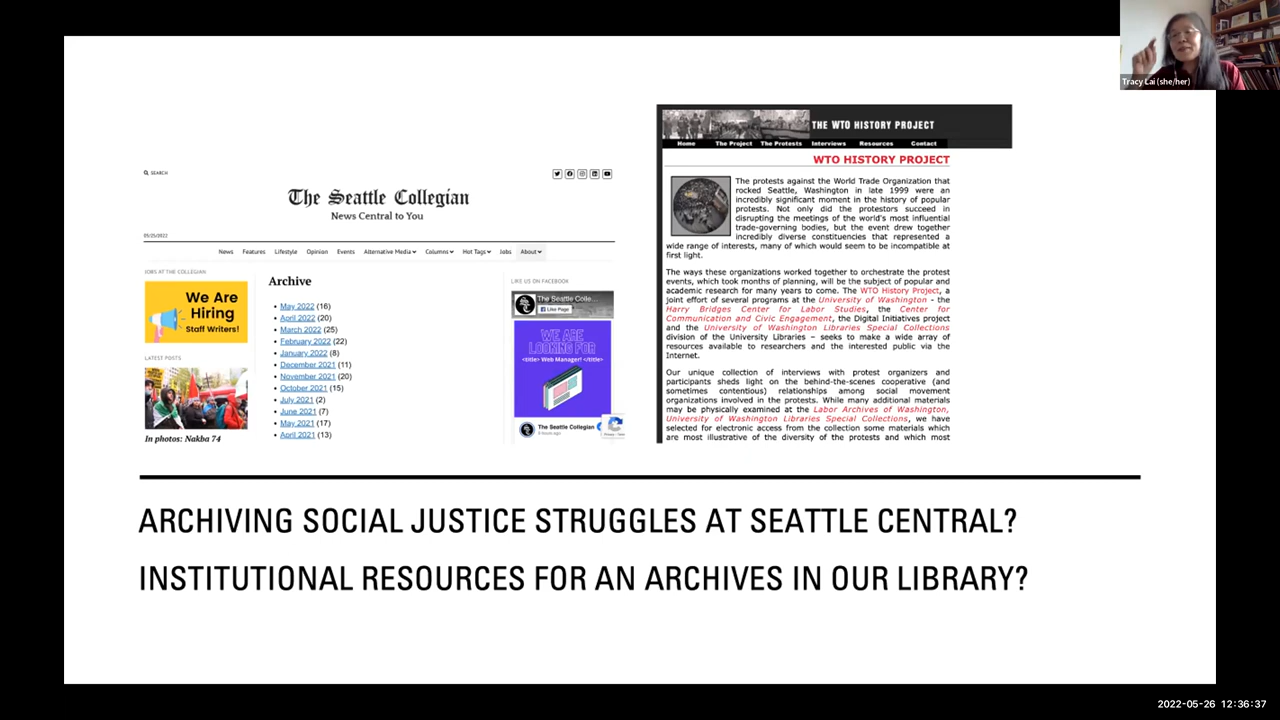 Tracy Lai (she/her)
SEARCH
The Seattle Collegian
News Central to You
05/25/2022
News Features Lifestyle Opinion Events Alternative Media Columns Hot Tags Jobs About
JOBS AT THE COLLEGIAN
We Are
Hiring
Staff Writers!
LATEST POSTS
In photos: Nakba 74
Archive
• May 2022 (16)
• April 2022 (20)
• March 2022 (25)
• February 2022 (22)
• January 2022 (8)
• December 2021 (11)
• November 2021 (20)
• October 2021 (15)
• July 2021 (2)
• June 2021 (7)
• May 2021 (17)
• April 2021 (13)
LIKE US ON FACEBOOK
The Seattle Colle...
Like Page
WE ARE
LOOKING FOR
<title> Web Manager! </title>
The Seattle Collegian
THE WTO HISTORY PROJECT
Home The Project The Protests Interviews Resources Contact
WTO HISTORY PROJECT
The protests against the World Trade Organization that
rocked Seattle, Washington in late 1999 were an
incredibly significant moment in the history of popular
protests. Not only did the protestors succeed in
disrupting the meetings of the world's most influential
trade-governing bodies, but the event drew together
incredibly diverse constituencies that represented a
wide range of interests, many of which would seem to be incompatible at
first light.
The ways these organizations worked together to orchestrate the protest
events, which took months of planning, will be the subject of popular and
academic research for many years to come. The WTO History Project, a
joint effort of several programs at the University of Washington - the
Harry Bridges Center for Labor Studies, the Center for
Communication and Civic Engagement, the Digital Initiatives project
and the University of Washington Libraries Special Collections
division of the University Libraries – seeks to make a wide array of
resources available to researchers and the interested public via the
Internet.
Our unique collection of interviews with protest organizers and
participants sheds light on the behind-the-scenes cooperative (and
sometimes contentious) relationships among social movement
organizations involved in the protests. While many additional materials
may be physically examined at the Labor Archives of Washington,
University of Washington Libraries Special Collections, we have
selected for electronic access from the collection some materials which
are most illustrative of the diversity of the protests and which most
ARCHIVING SOCIAL JUSTICE STRUGGLES AT SEATTLE CENTRAL?
INSTITUTIONAL RESOURCES FOR AN ARCHIVES IN OUR LIBRARY?
2022-05-26 12:36:37